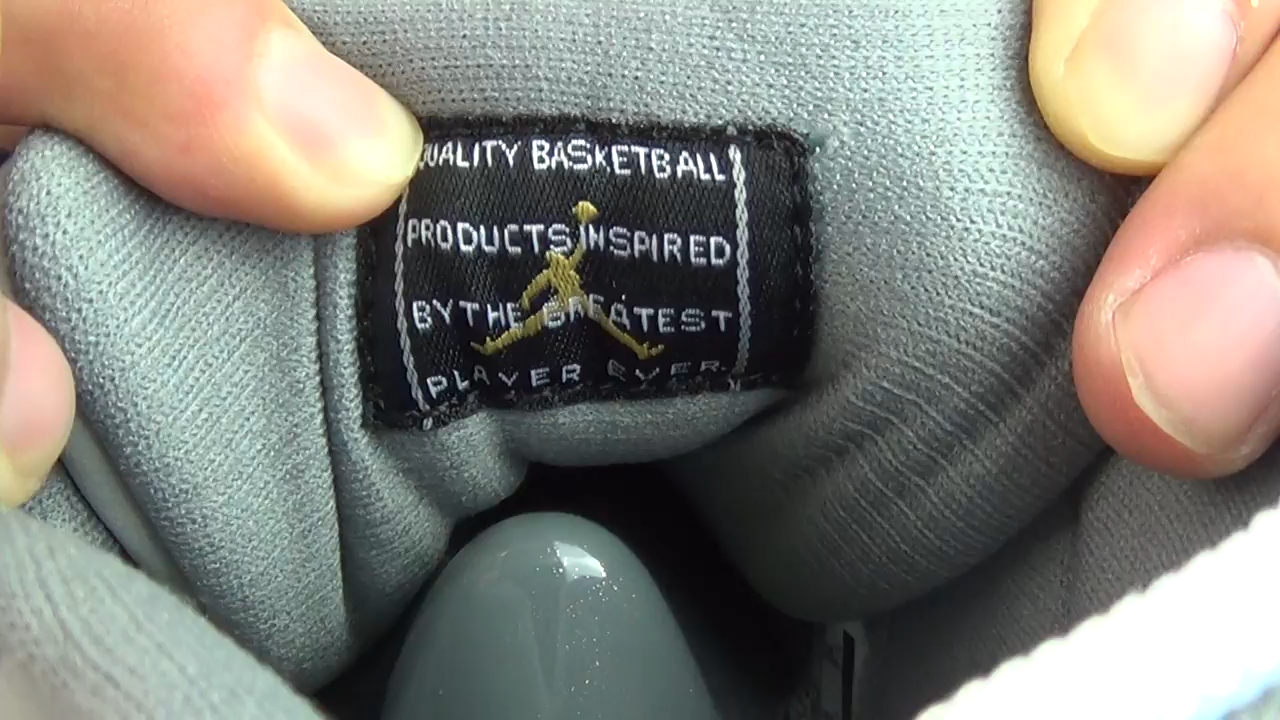 QUALITY BASKETBALL
PRODUCTS INSPIRED
BY THE GREATEST
PLAYER EVER.